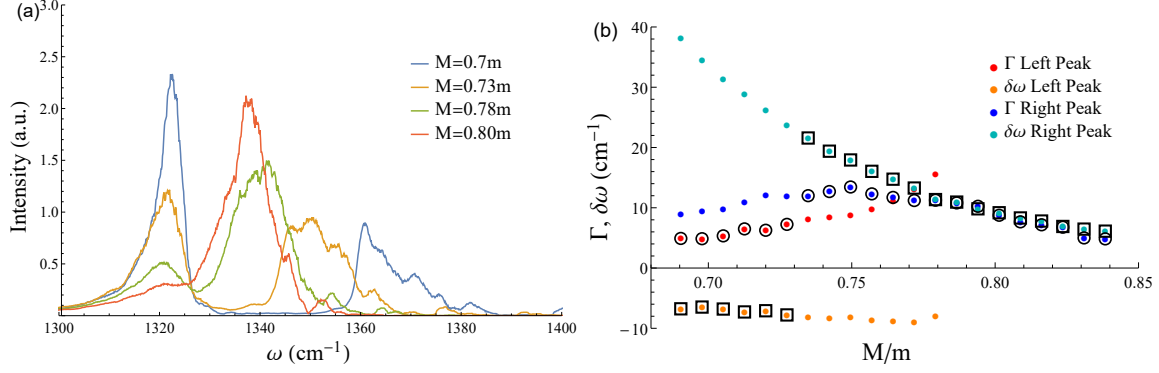 (a)
3.0
2.5
2.0
1.5
1.0
0.5
Intensity (a.u.)
M=0.7m
M=0.73m
M=0.78m
M=0.80m
1300
1320
1340
1360
1380
1400
ω (cm⁻¹)
(b)
40
30
20
10
0
-10
Γ, δω (cm⁻¹)
Γ Left Peak
δω Left Peak
Γ Right Peak
δω Right Peak
0.70
0.75
0.80
0.85
M/m